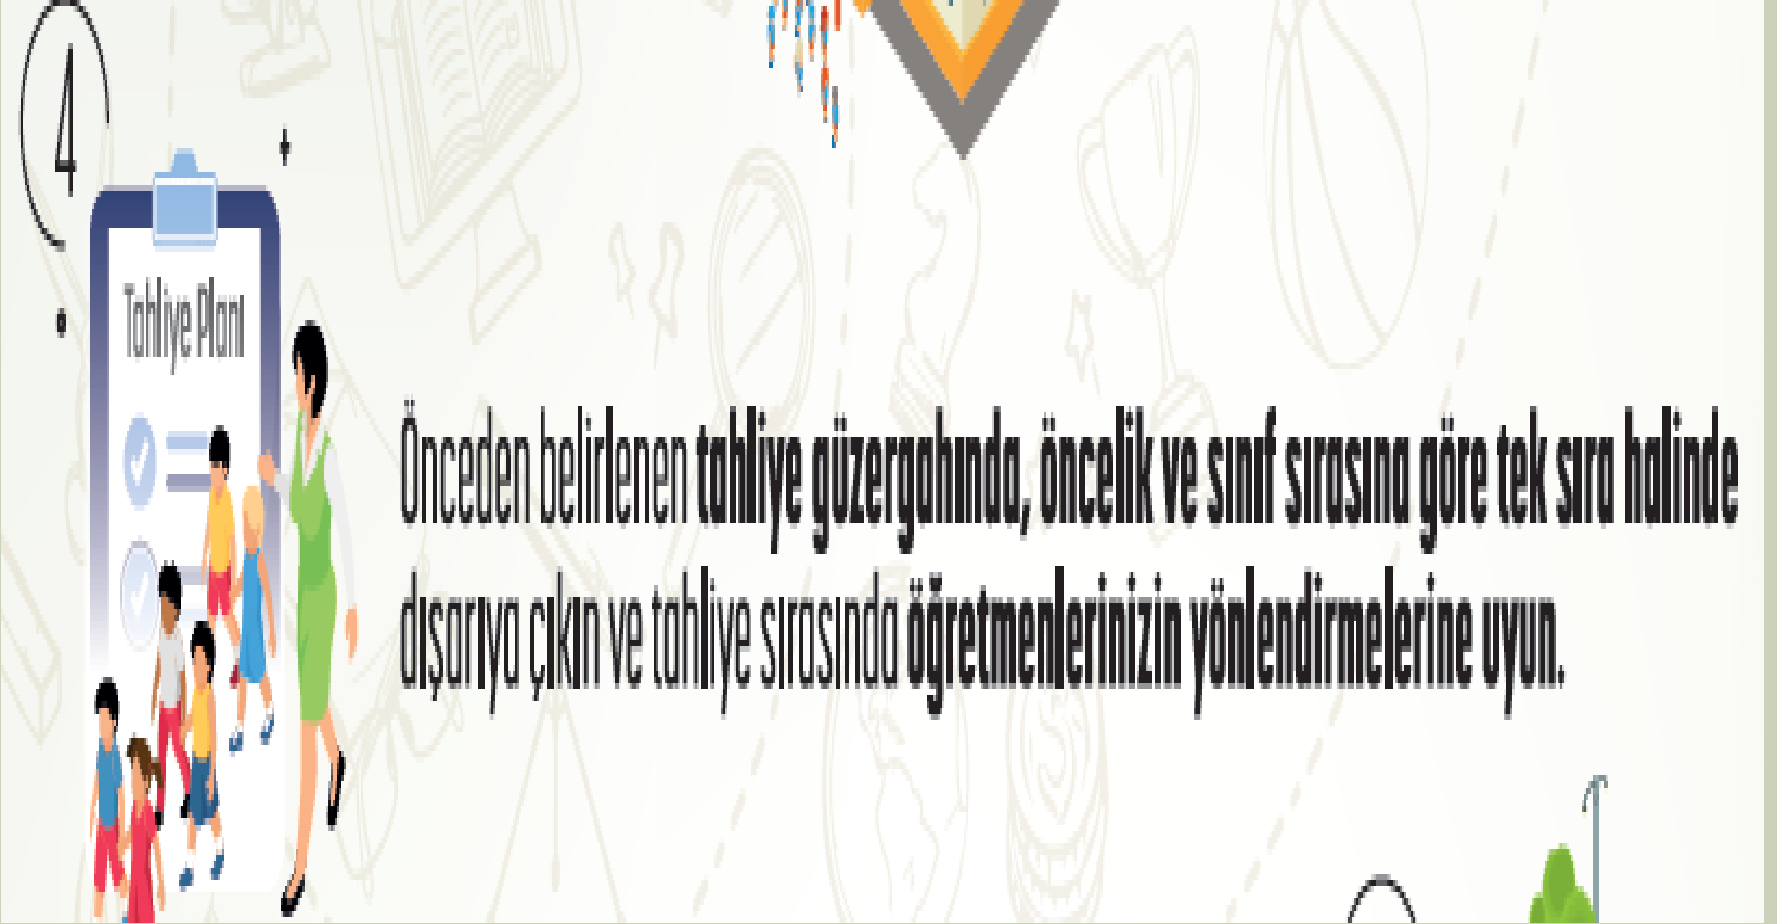 4
Tahliye Planı
Önceden belirlenen tahliye güzergahında, öncelik ve sınıf sırasına göre tek sıra halinde
dışarıya çıkın ve tahliye sırasında öğretmenlerinizin yönlendirmelerine uyun.